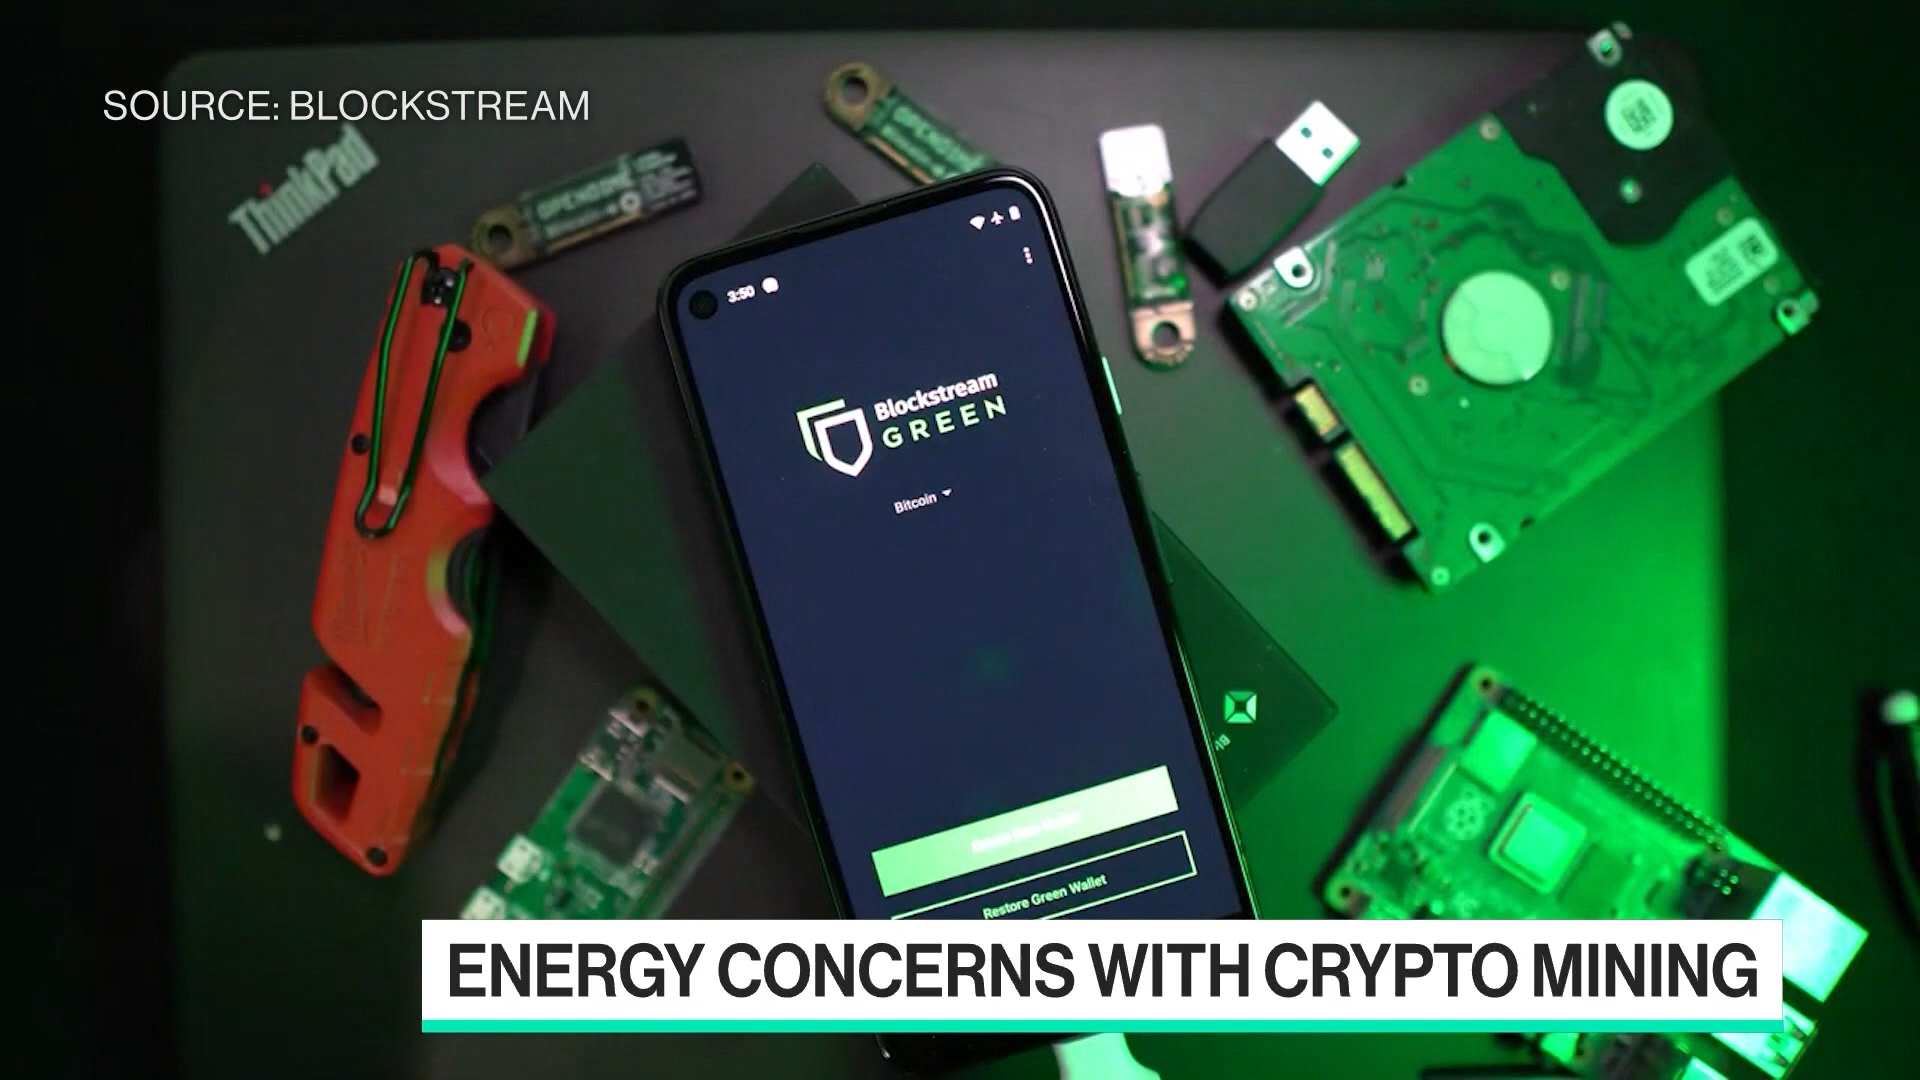 SOURCE: BLOCKSTREAM
ThinkPad
3:50
Blockstream
GREEN
Bitcoin
Restore Green Wallet
ENERGY CONCERNS WITH CRYPTO MINING